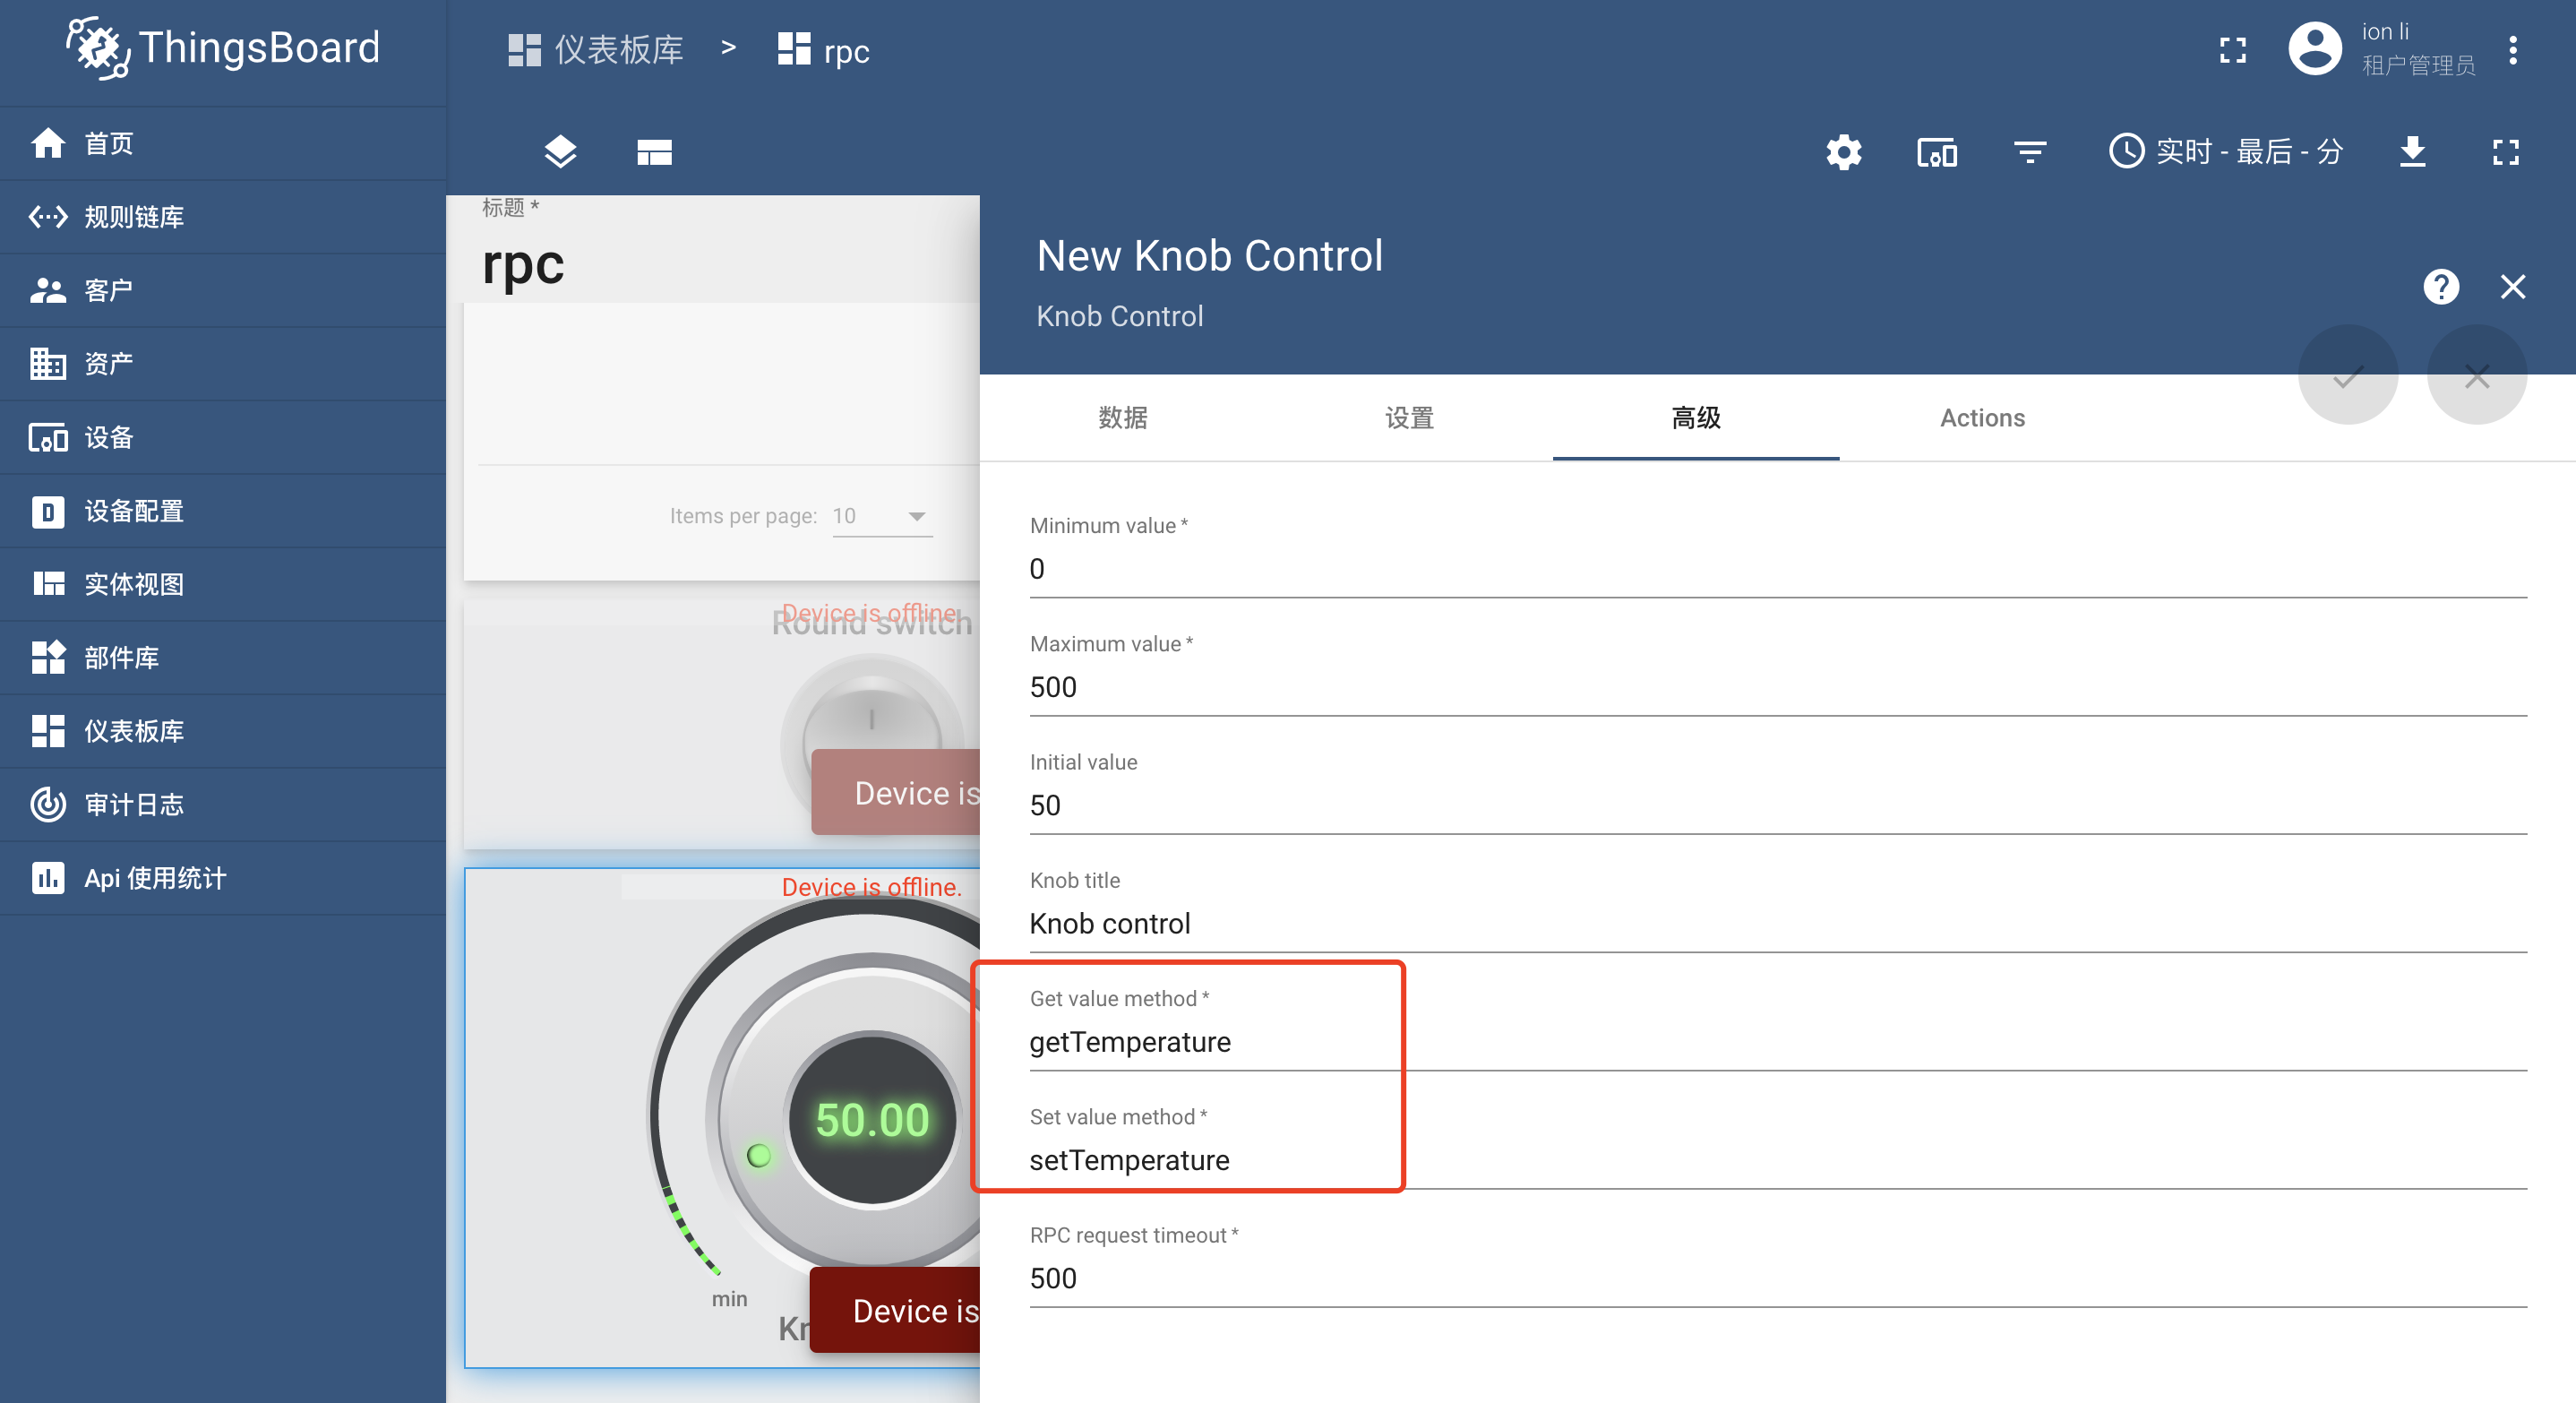 ThingsBoard
仪表板库 > rpc
ion li
租户管理员
首页
规则链库
客户
资产
设备
D 设备配置
实体视图
部件库
仪表板库
审计日志
Api 使用统计
实时 - 最后 - 分
标题 *
rpc
Items per page: 10
Device is offline
Round switch
Device is
Device is offline.
50.00
min
Kn
Device is
New Knob Control
Knob Control
?
数据 设置 高级 Actions
Minimum value *
0
Maximum value *
500
Initial value
50
Knob title
Knob control
Get value method *
getTemperature
Set value method *
setTemperature
RPC request timeout *
500